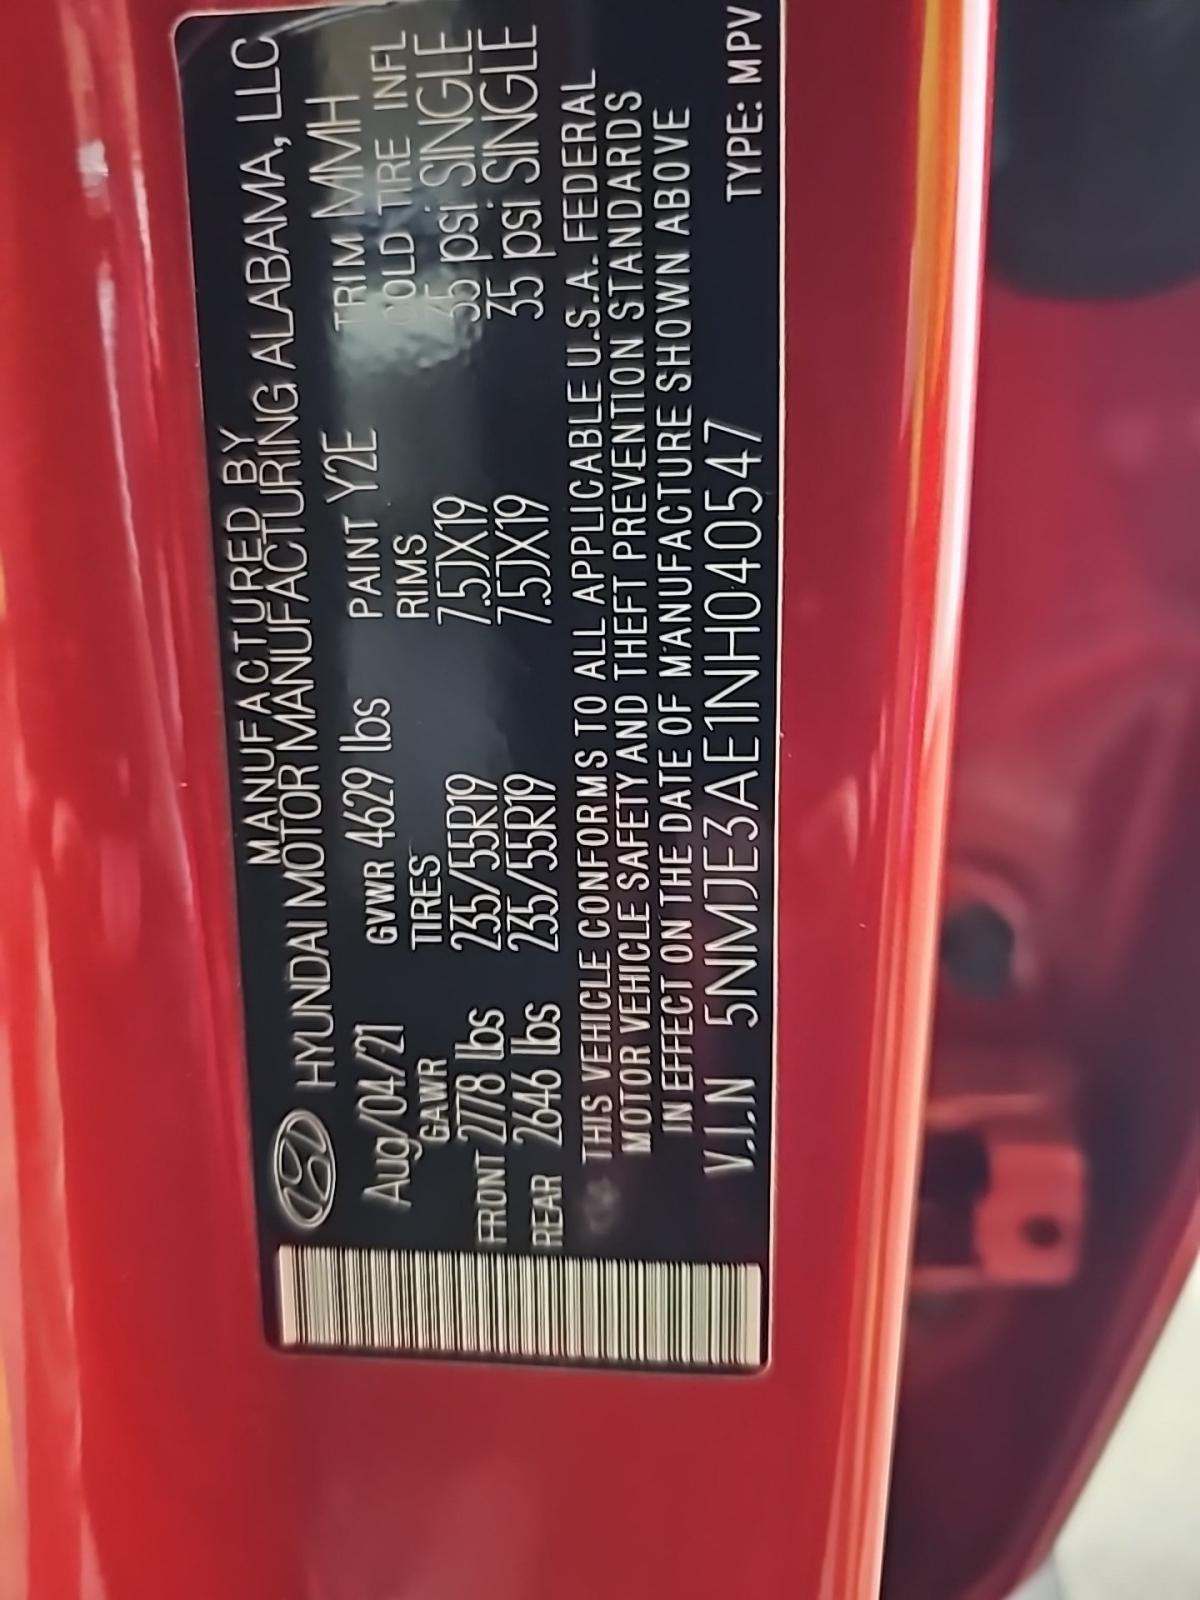 MANUFACTURED BY
HYUNDAI MOTOR MANUFACTURING ALABAMA, LLC
Aug/04/21 GVWR 4629 lbs PAINT Y2E TRIM MMH
GAWR TIRES RIMS COLD TIRE INFL
FRONT 2778 lbs 235/55R19 7.5JX19 35 psi SINGLE
REAR 2646 lbs 235/55R19 7.5JX19 35 psi SINGLE
THIS VEHICLE CONFORMS TO ALL APPLICABLE U.S.A. FEDERAL
MOTOR VEHICLE SAFETY AND THEFT PREVENTION STANDARDS
IN EFFECT ON THE DATE OF MANUFACTURE SHOWN ABOVE
V.I.N 5NMJE3AE1NH040547 TYPE: MPV